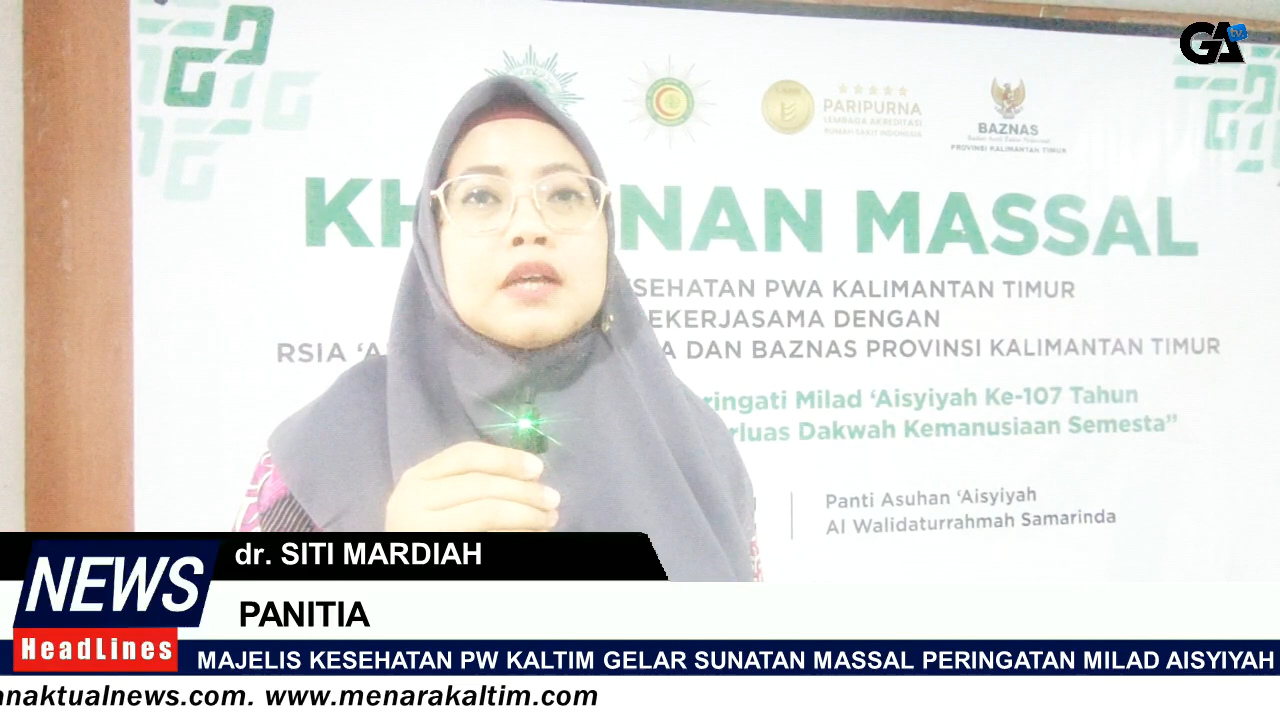 GA tv
PARIPURNA
LEMBAGA AKREDITASI
RUMAH SAKIT INDONESIA
BAZNAS
PROVINSI KALIMANTAN TIMUR
KH NAN MASSAL
SEHATAN PWA KALIMANTAN TIMUR
EKERJASAMA DENGAN
RSIA ‘A A DAN BAZNAS PROVINSI KALIMANTAN TIMUR
ringati Milad ‘Aisyiyah Ke-107 Tahun
rluas Dakwah Kemanusiaan Semesta”
Panti Asuhan ‘Aisyiyah
Al Walidaturrahmah Samarinda
dr. SITI MARDIAH
NEWS
PANITIA
HeadLines
MAJELIS KESEHATAN PW KALTIM GELAR SUNATAN MASSAL PERINGATAN MILAD AISYIYAH
anaktualnews.com. www.menarakaltim.com